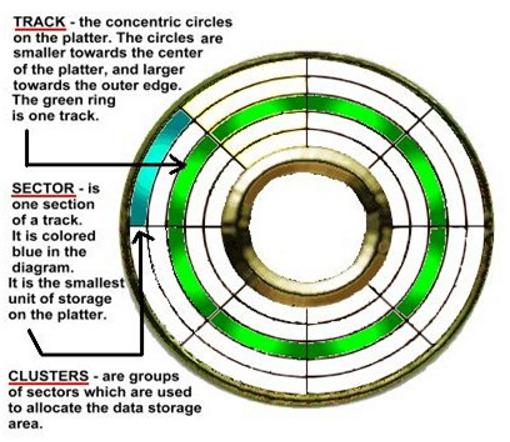 TRACK - the concentric circles
on the platter. The circles are
smaller towards the center
of the platter, and larger
towards the outer edge.
The green ring
is one track.
SECTOR - is
one section
of a track.
It is colored
blue in the
diagram.
It is the smallest
unit of storage
on the platter.
CLUSTERS - are groups
of sectors which are used
to allocate the data storage
area.